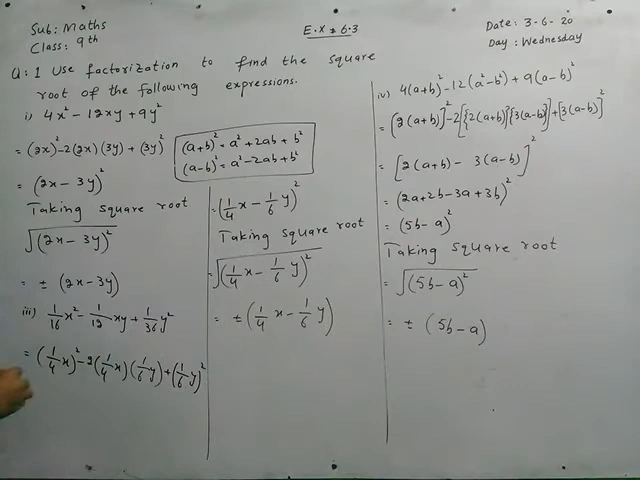 Sub: Maths
Class: 9th
E.X # 6.3
Date: 3-6-20
Day: Wednesday
Q:1 Use factorization to find the square
root of the following expressions.
i) 4x² - 12xy + 9y²
= (2x)² - 2(2x)(3y) + (3y)²
= (2x - 3y)²
Taking square root
√(2x - 3y)²
= ± (2x - 3y)
iii) 1/16 x² - 1/12 xy + 1/36 y²
= (1/4 x)² - 2(1/4 x)(1/6 y) + (1/6 y)²
(a+b)² = a² + 2ab + b²
(a-b)² = a² - 2ab + b²
= (1/4 x - 1/6 y)²
Taking square root
= √(1/4 x - 1/6 y)²
= ± (1/4 x - 1/6 y)
iv) 4(a+b)² - 12(a² - b²) + 9(a-b)²
= [2(a+b)]² - 2[{2(a+b)}{3(a-b)}] + [3(a-b)]²
= [2(a+b) - 3(a-b)]²
= (2a + 2b - 3a + 3b)²
= (5b - a)²
Taking square root
= √(5b - a)²
= ± (5b - a)